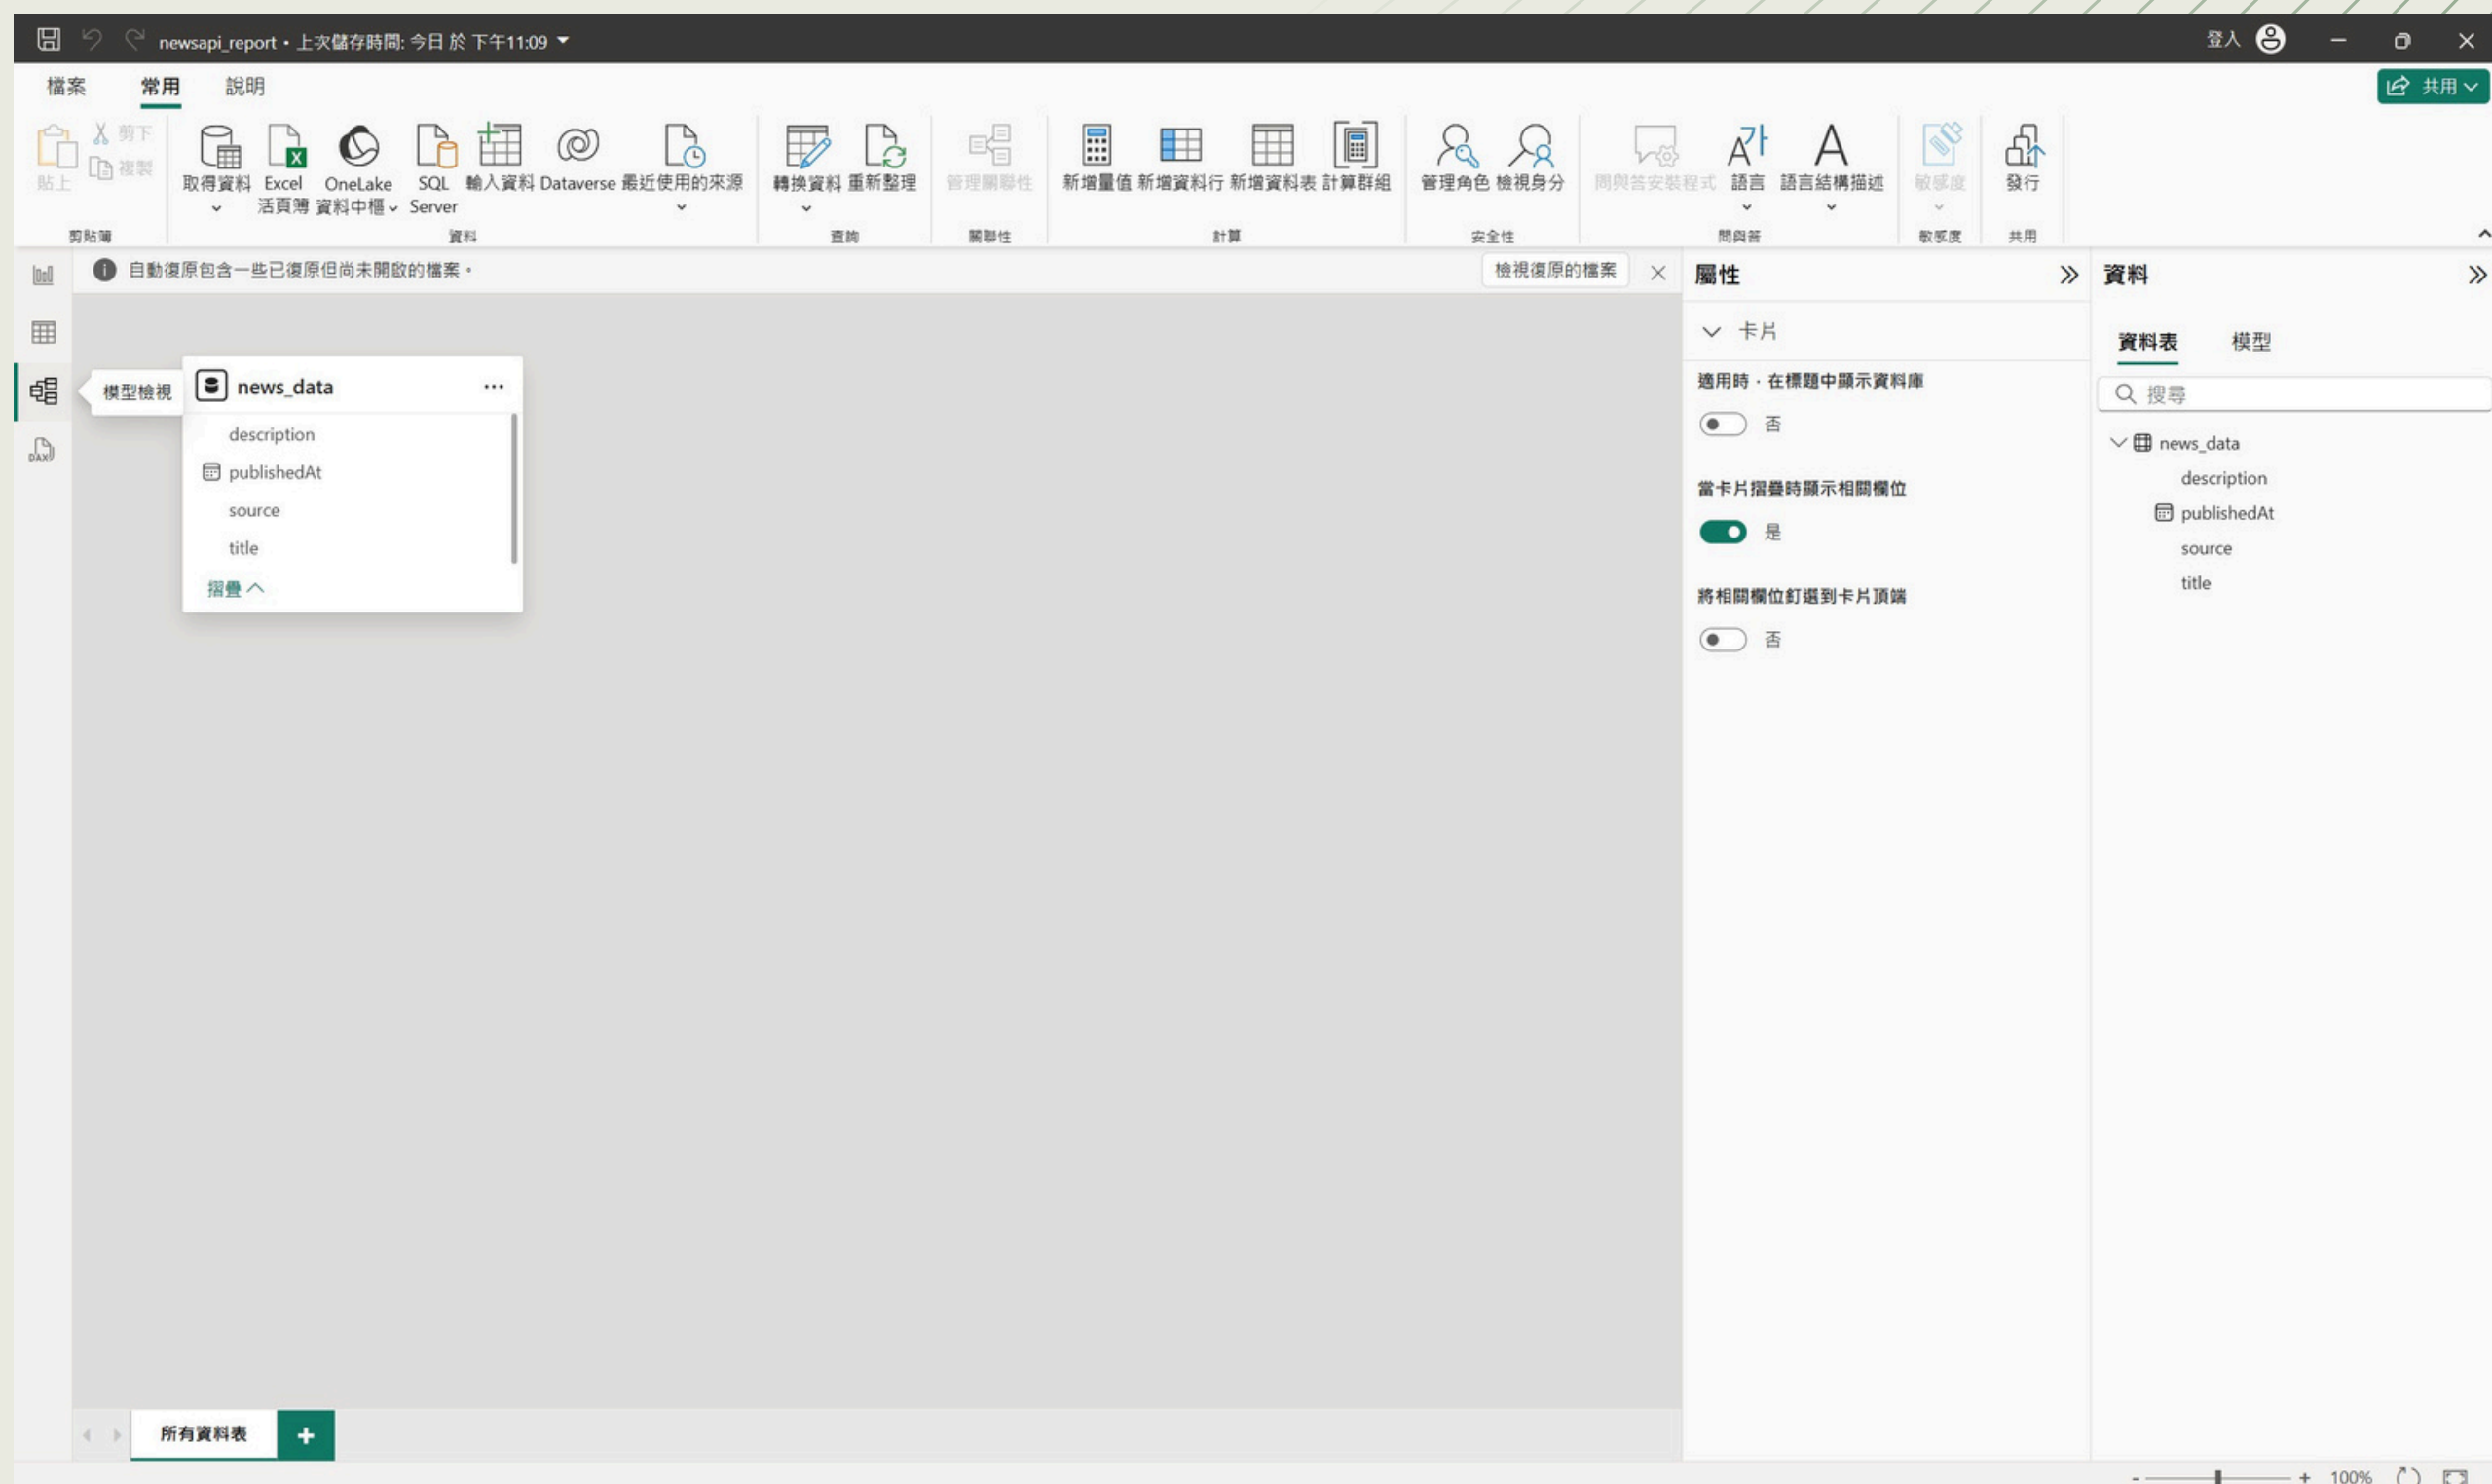 newsapi_report • 上次儲存時間: 今日 於 下午11:09
登入
檔案 常用 說明
共用
貼上
剪下
複製
剪貼簿
取得資料
Excel 活頁簿
OneLake 資料中樞
SQL Server
輸入資料
Dataverse
最近使用的來源
資料
轉換資料
重新整理
查詢
管理關聯性
關聯性
新增量值
新增資料行
新增資料表
計算群組
計算
管理角色
檢視身分
安全性
問與答安裝程式
語言
語言結構描述
問與答
敏感度
敏感度
發行
共用
自動復原包含一些已復原但尚未開啟的檔案。
檢視復原的檔案
模型檢視
DAX
news_data
description
publishedAt
source
title
摺疊
所有資料表
屬性
卡片
適用時，在標題中顯示資料庫
否
當卡片摺疊時顯示相關欄位
是
將相關欄位釘選到卡片頂端
否
資料
資料表 模型
搜尋
news_data
description
publishedAt
source
title
- + 100%